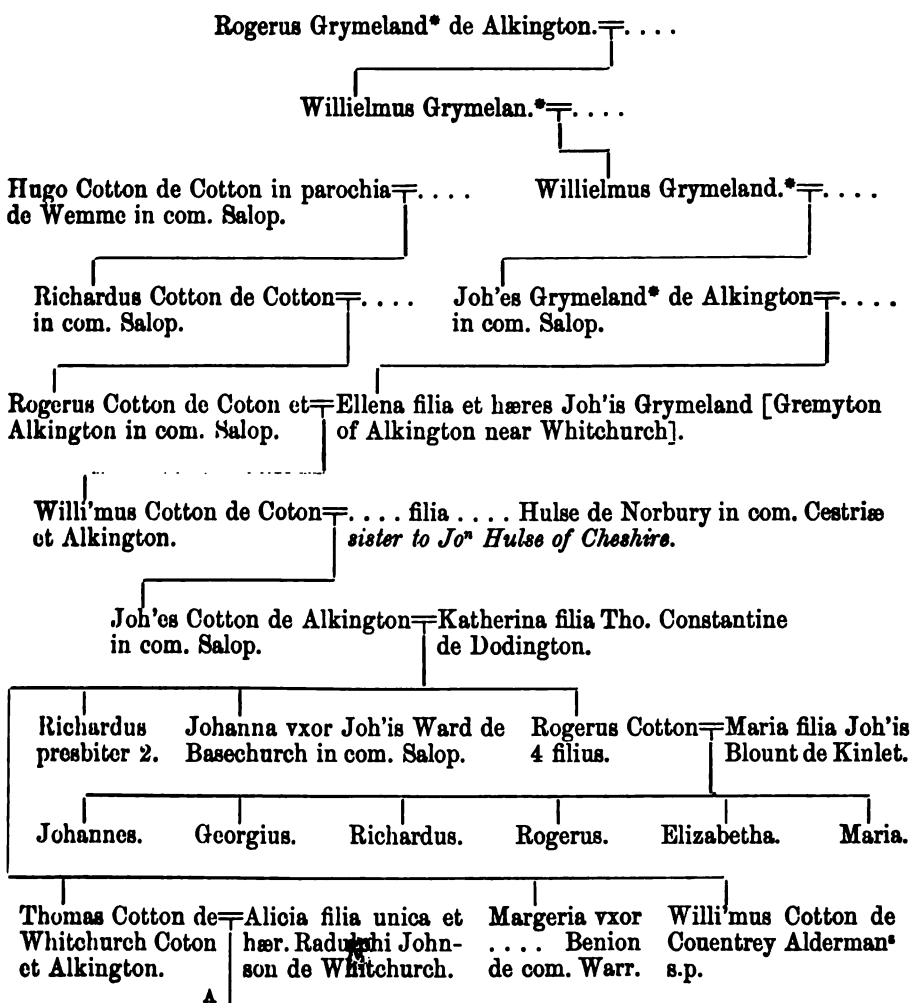 Rogerus Grymeland* de Alkington.=. . . .
Willielmus Grymelan.*=. . . .
Hugo Cotton de Cotton in parochia=. . . .
de Wemme in com. Salop.
Willielmus Grymeland.*=. . . .
Richardus Cotton de Cotton=. . . .
in com. Salop.
Joh'es Grymeland* de Alkington=. . . .
in com. Salop.
Rogerus Cotton de Coton et=Ellena filia et hæres Joh'is Grymeland [Gremyton
Alkington in com. Salop. of Alkington near Whitchurch].
Willi'mus Cotton de Coton=. . . . filia . . . . Hulse de Norbury in com. Cestriæ
et Alkington. sister to Joⁿ Hulse of Cheshire.
Joh'es Cotton de Alkington=Katherina filia Tho. Constantine
in com. Salop. de Dodington.
Richardus
presbiter 2.
Johanna vxor Joh'is Ward de
Basechurch in com. Salop.
Rogerus Cotton=Maria filia Joh'is
4 filius. Blount de Kinlet.
Johannes. Georgius. Richardus. Rogerus. Elizabetha. Maria.
Thomas Cotton de=Alicia filia unica et
Whitchurch Coton hær. Radulphi John-
et Alkington. son de Whitchurch.
Margeria vxor
. . . . Benion
de com. Warr.
Willi'mus Cotton de
Couentrey Aldermanˢ
s.p.
A